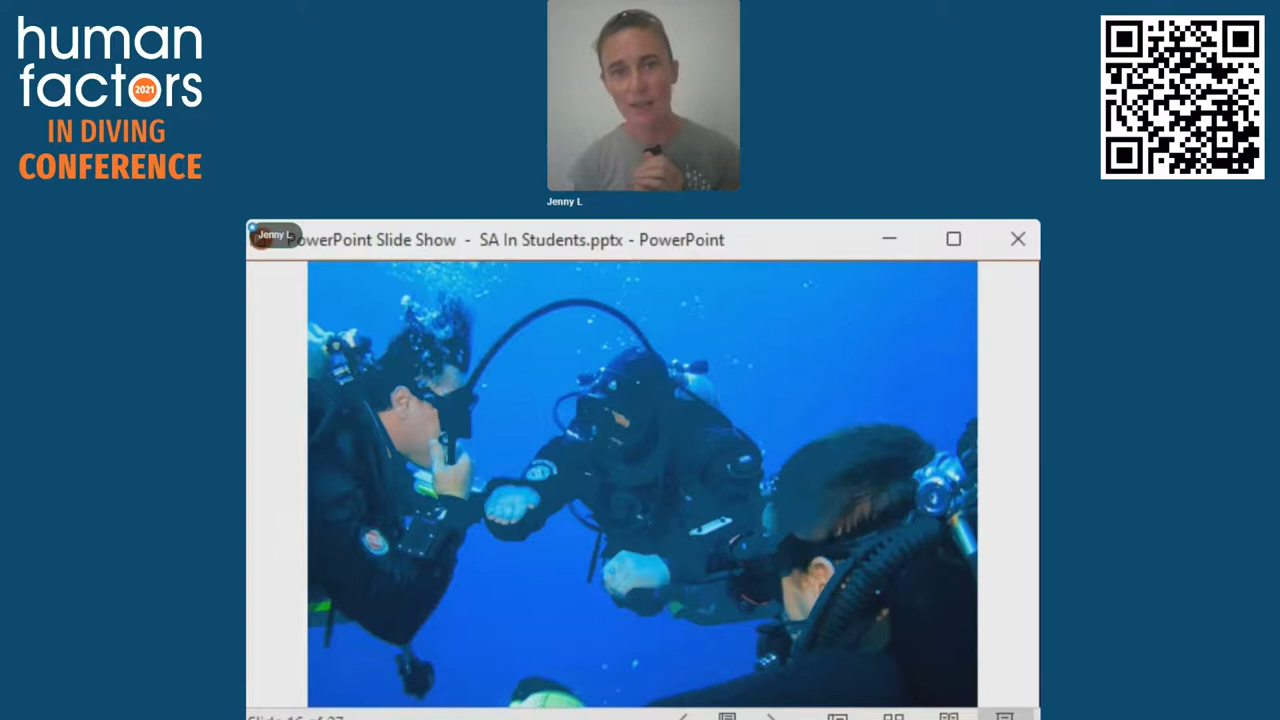 human
factors
2021
IN DIVING
CONFERENCE
Jenny L
Jenny L
PowerPoint Slide Show - SA In Students.pptx - PowerPoint